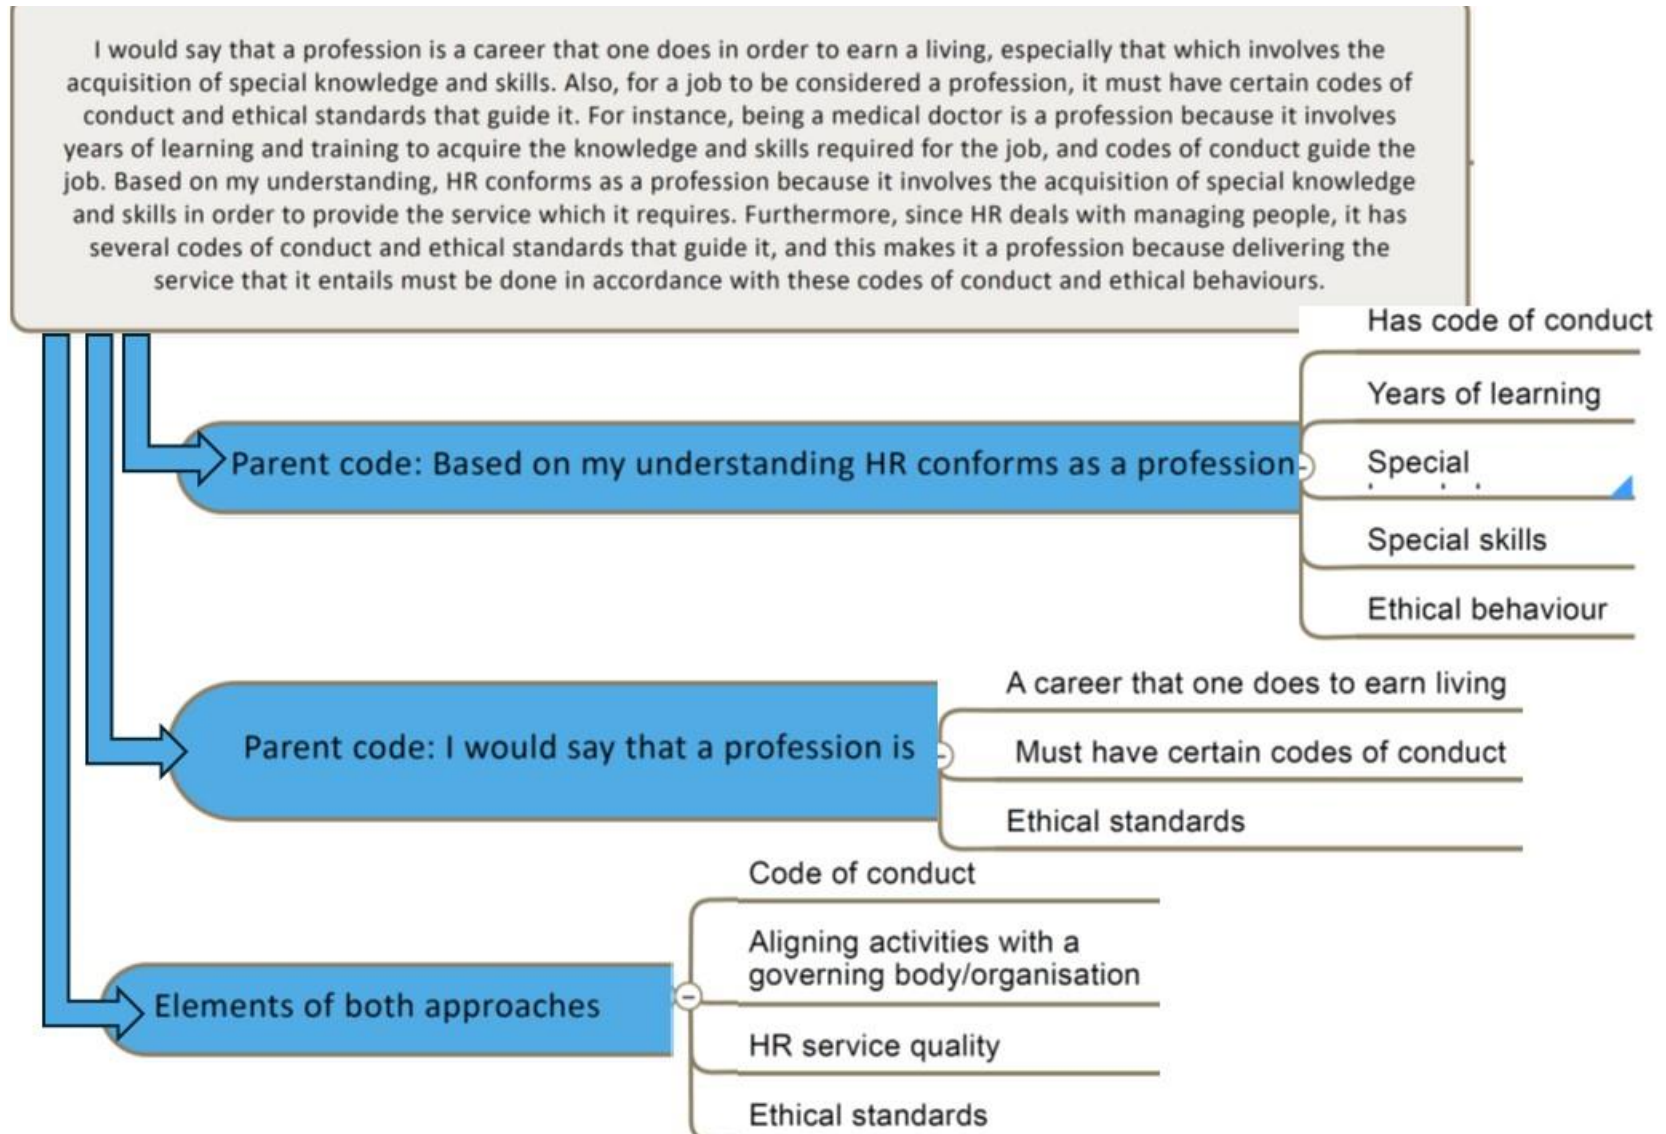 I would say that a profession is a career that one does in order to earn a living, especially that which involves the
acquisition of special knowledge and skills. Also, for a job to be considered a profession, it must have certain codes of
conduct and ethical standards that guide it. For instance, being a medical doctor is a profession because it involves
years of learning and training to acquire the knowledge and skills required for the job, and codes of conduct guide the
job. Based on my understanding, HR conforms as a profession because it involves the acquisition of special knowledge
and skills in order to provide the service which it requires. Furthermore, since HR deals with managing people, it has
several codes of conduct and ethical standards that guide it, and this makes it a profession because delivering the
service that it entails must be done in accordance with these codes of conduct and ethical behaviours.
Parent code: Based on my understanding HR conforms as a profession
Has code of conduct
Years of learning
Special
Special skills
Ethical behaviour
Parent code: I would say that a profession is
A career that one does to earn living
Must have certain codes of conduct
Ethical standards
Elements of both approaches
Code of conduct
Aligning activities with a
governing body/organisation
HR service quality
Ethical standards